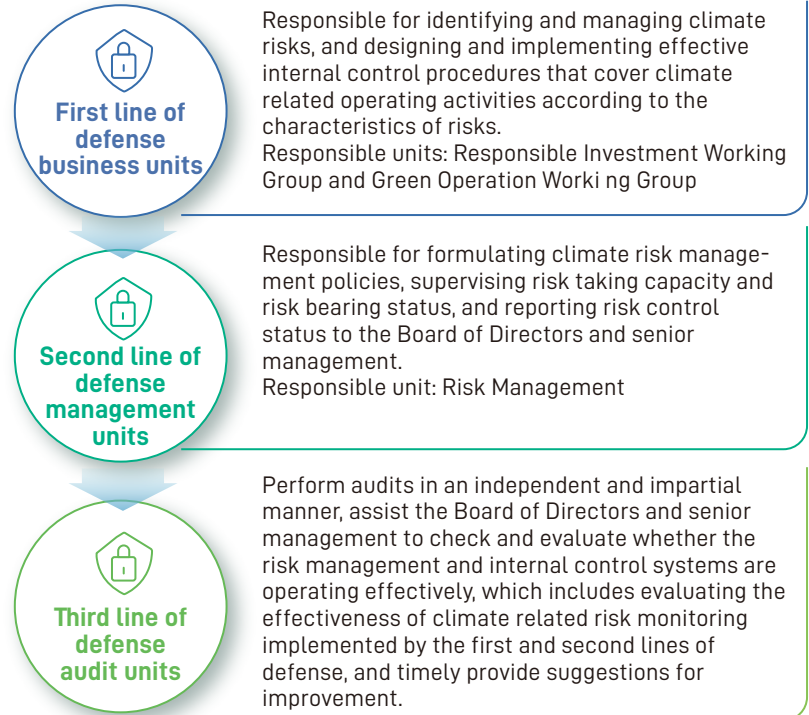 First line of
defense
business units
Responsible for identifying and managing climate
risks, and designing and implementing effective
internal control procedures that cover climate
related operating activities according to the
characteristics of risks.
Responsible units: Responsible Investment Working
Group and Green Operation Worki ng Group
Second line of
defense
management
units
Responsible for formulating climate risk manage-
ment policies, supervising risk taking capacity and
risk bearing status, and reporting risk control
status to the Board of Directors and senior
management.
Responsible unit: Risk Management
Third line of
defense
audit units
Perform audits in an independent and impartial
manner, assist the Board of Directors and senior
management to check and evaluate whether the
risk management and internal control systems are
operating effectively, which includes evaluating the
effectiveness of climate related risk monitoring
implemented by the first and second lines of
defense, and timely provide suggestions for
improvement.